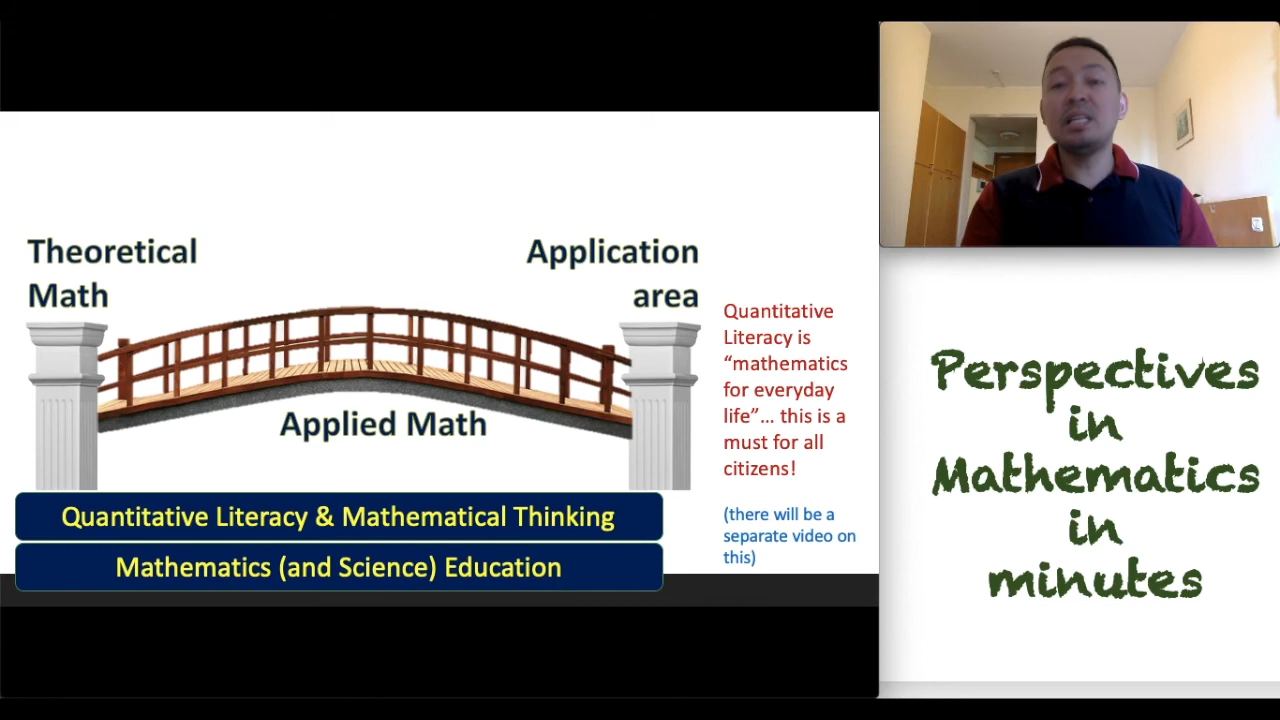 Theoretical
Math
Application
area
Applied Math
Quantitative Literacy & Mathematical Thinking
Mathematics (and Science) Education
Quantitative
Literacy is
“mathematics
for everyday
life”... this is a
must for all
citizens!
(there will be a
separate video on
this)
Perspectives
in
Mathematics
in
minutes